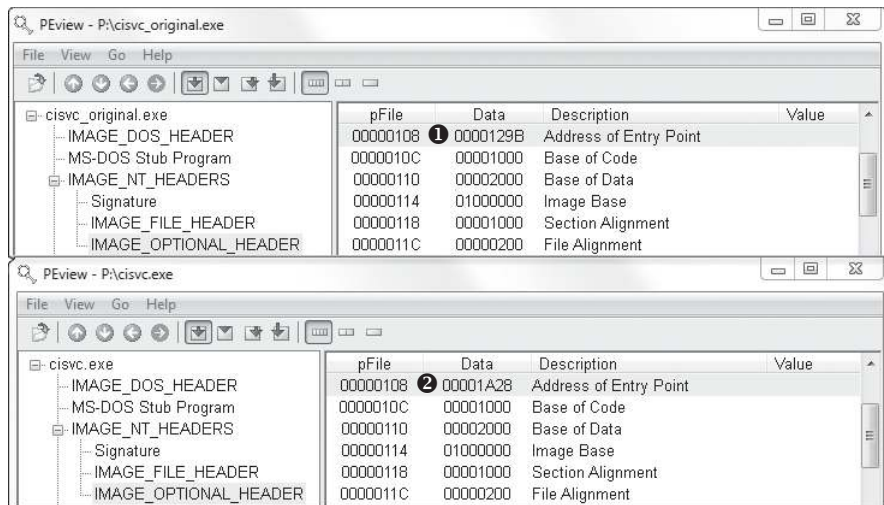 PEview - P:\cisvc_original.exe
File View Go Help
cisvc_original.exe
IMAGE_DOS_HEADER
MS-DOS Stub Program
IMAGE_NT_HEADERS
Signature
IMAGE_FILE_HEADER
IMAGE_OPTIONAL_HEADER
pFile Data Description Value
00000108 ❶ 0000129B Address of Entry Point
0000010C 00001000 Base of Code
00000110 00002000 Base of Data
00000114 01000000 Image Base
00000118 00001000 Section Alignment
0000011C 00000200 File Alignment
PEview - P:\cisvc.exe
File View Go Help
cisvc.exe
IMAGE_DOS_HEADER
MS-DOS Stub Program
IMAGE_NT_HEADERS
Signature
IMAGE_FILE_HEADER
IMAGE_OPTIONAL_HEADER
pFile Data Description Value
00000108 ❷ 00001A28 Address of Entry Point
0000010C 00001000 Base of Code
00000110 00002000 Base of Data
00000114 01000000 Image Base
00000118 00001000 Section Alignment
0000011C 00000200 File Alignment